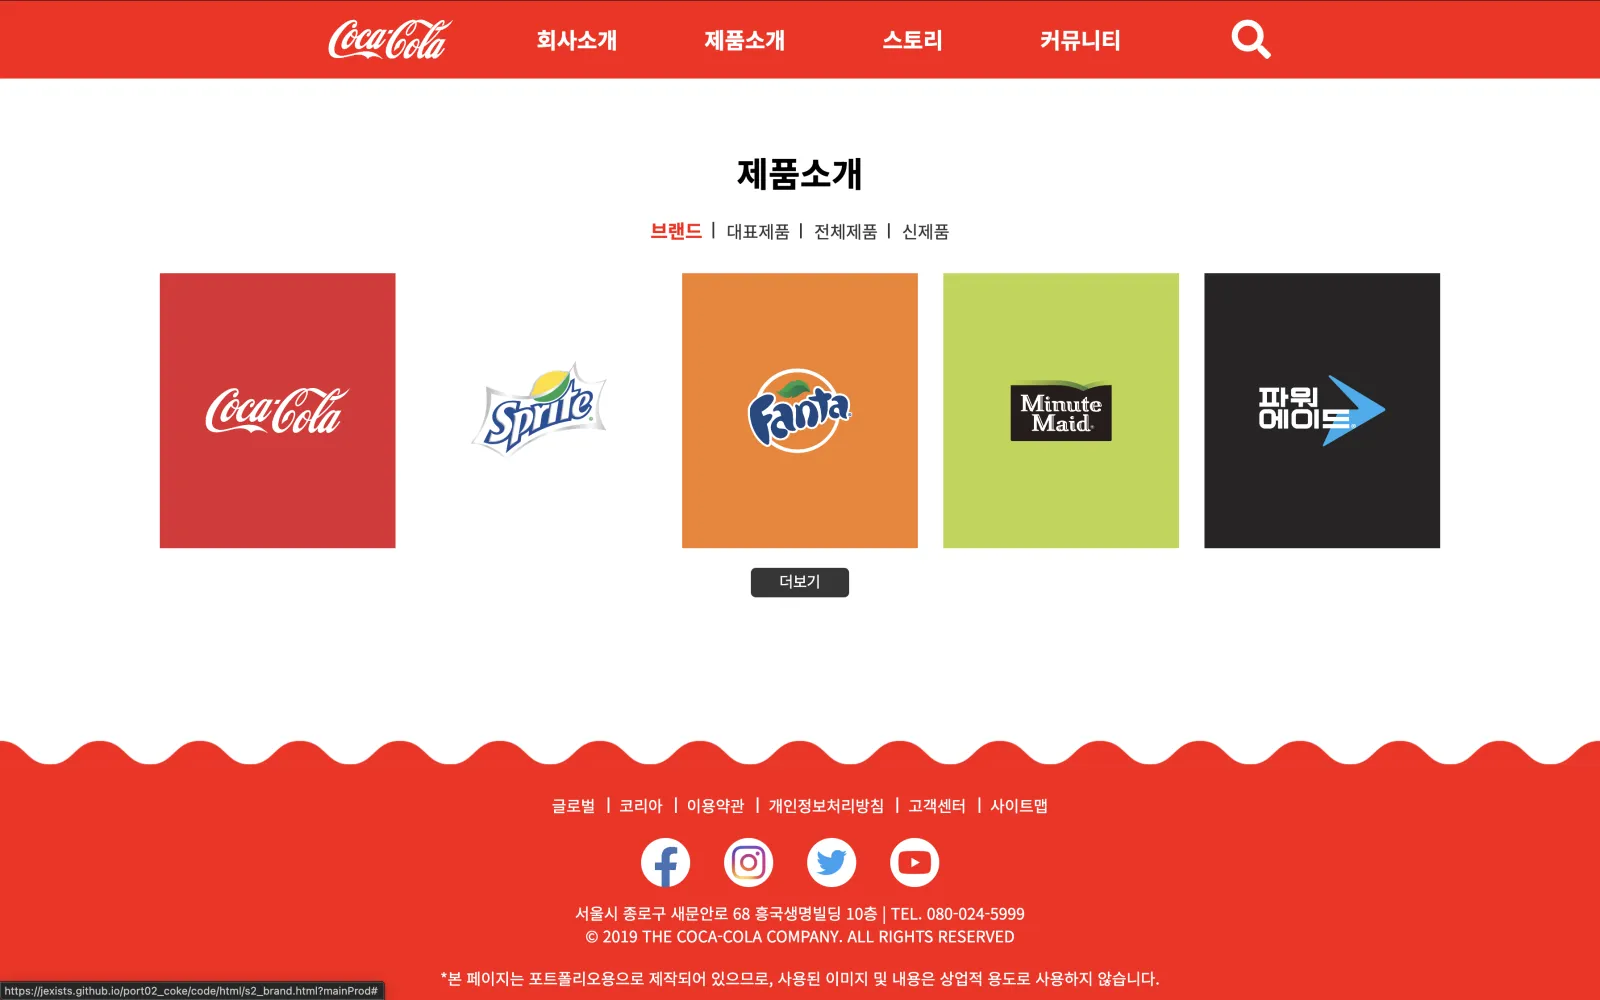 Coca-Cola 회사소개 제품소개 스토리 커뮤니티
제품소개
브랜드 | 대표제품 | 전체제품 | 신제품
Coca-Cola
Sprite
Fanta
Minute
Maid
파워
에이드
더보기
글로벌 | 코리아 | 이용약관 | 개인정보처리방침 | 고객센터 | 사이트맵
서울시 종로구 새문안로 68 흥국생명빌딩 10층 | TEL. 080-024-5999
© 2019 THE COCA-COLA COMPANY. ALL RIGHTS RESERVED
*본 페이지는 포트폴리오용으로 제작되어 있으므로, 사용된 이미지 및 내용은 상업적 용도로 사용하지 않습니다.
https://jexists.github.io/port02_coke/code/html/s2_brand.html?mainProd#